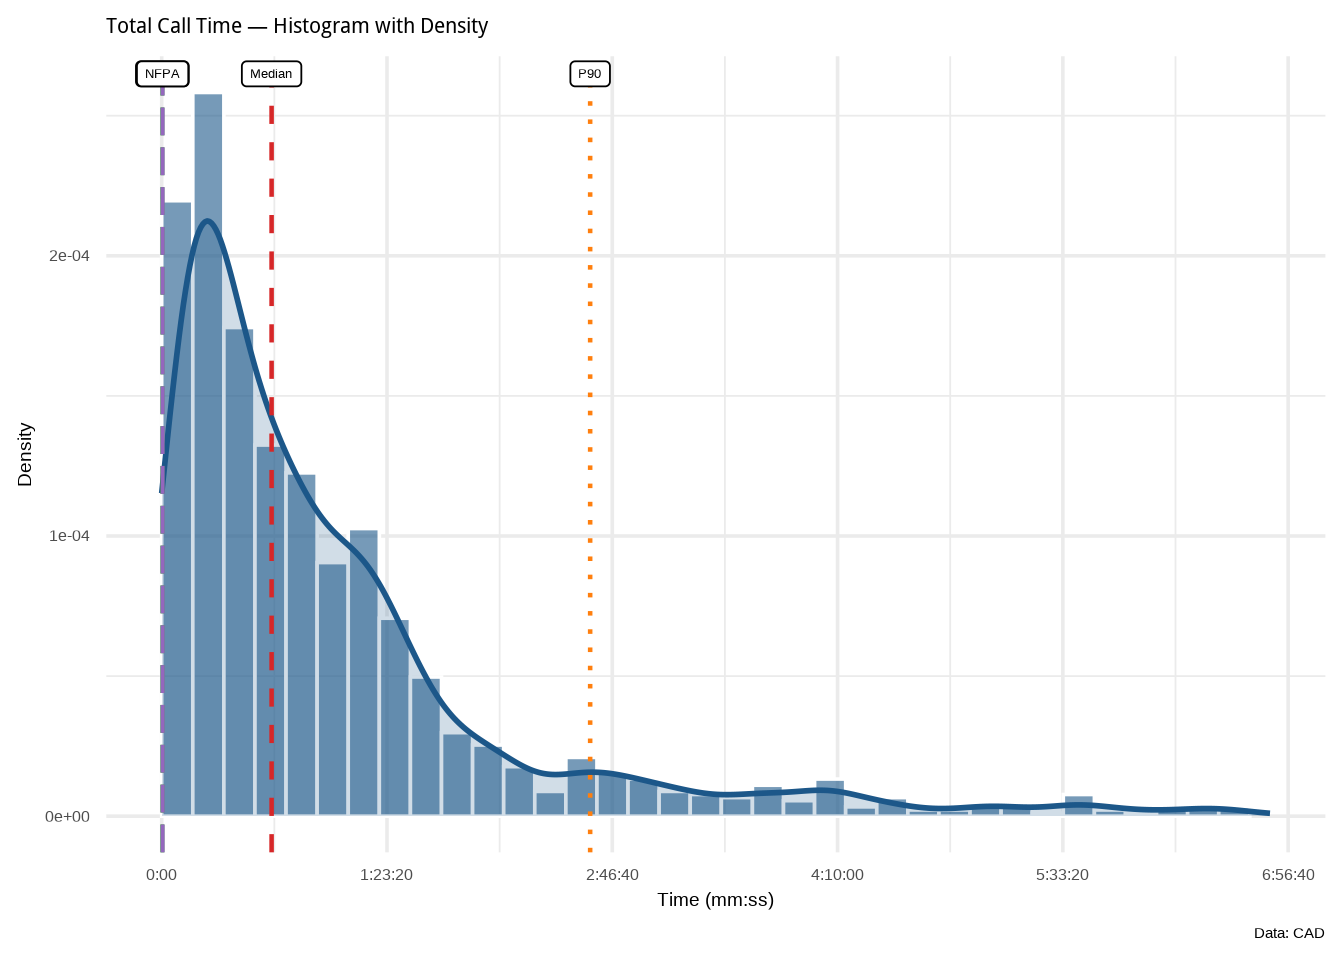 Total Call Time — Histogram with Density
NFPA
Median
P90
2e-04
1e-04
0e+00
Density
0:00
1:23:20
2:46:40
4:10:00
5:33:20
6:56:40
Time (mm:ss)
Data: CAD